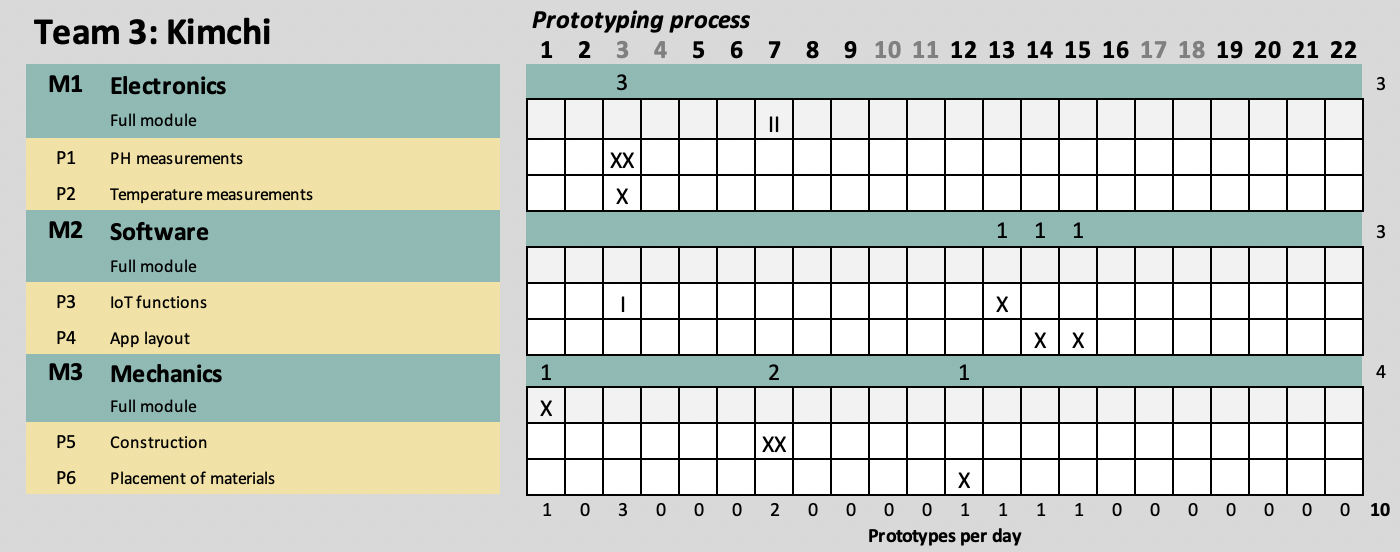 Team 3: Kimchi
Prototyping process
1 2 3 4 5 6 7 8 9 10 11 12 13 14 15 16 17 18 19 20 21 22
M1 Electronics 3 3
Full module II
P1 PH measurements XX
P2 Temperature measurements X
M2 Software 1 1 1 3
Full module
P3 IoT functions I X
P4 App layout X X
M3 Mechanics 1 2 1 4
Full module X
P5 Construction XX
P6 Placement of materials X
1 0 3 0 0 0 2 0 0 0 0 1 1 1 1 0 0 0 0 0 0 0 10
Prototypes per day